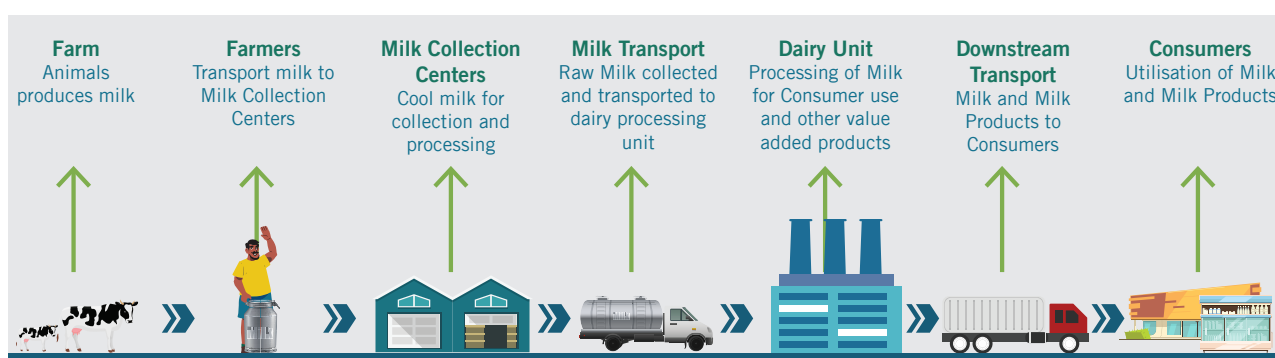 Farm
Animals
produces milk
Farmers
Transport milk to
Milk Collection
Centers
Milk Collection
Centers
Cool milk for
collection and
processing
Milk Transport
Raw Milk collected
and transported to
dairy processing
unit
Dairy Unit
Processing of Milk
for Consumer use
and other value
added products
Downstream
Transport
Milk and Milk
Products to
Consumers
Consumers
Utilisation of Milk
and Milk Products